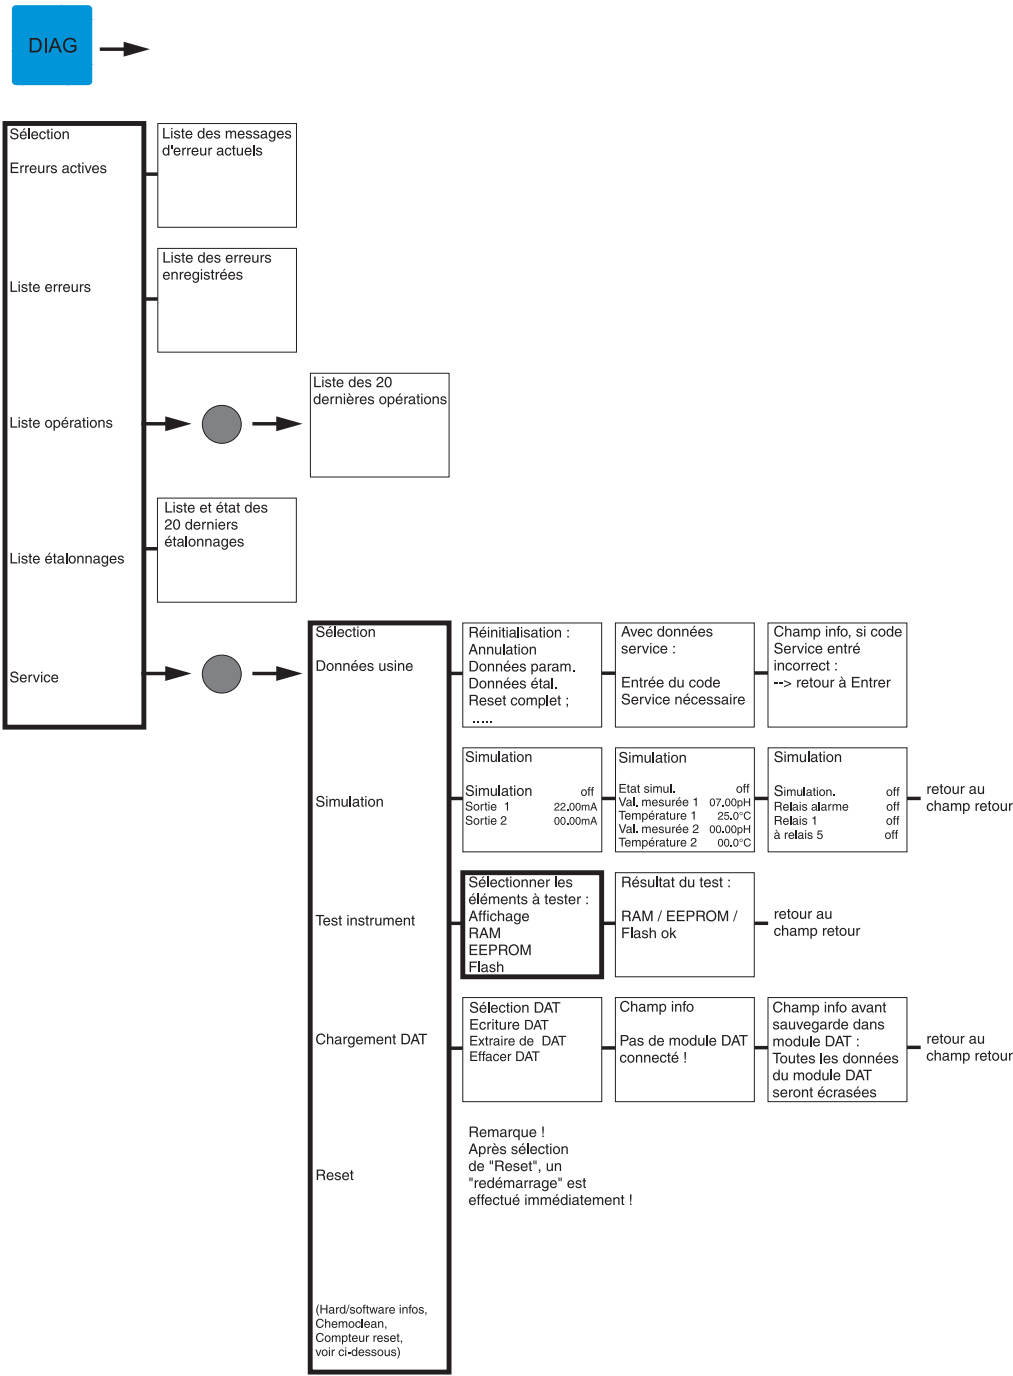 DIAG
Sélection
Erreurs actives
Liste des messages
d'erreur actuels
Liste erreurs
Liste des erreurs
enregistrées
Liste opérations
Liste des 20
dernières opérations
Liste étalonnages
Liste et état des
20 derniers
étalonnages
Service
Sélection
Données usine
Réinitialisation :
Annulation
Données param.
Données étal.
Reset complet ;
.....
Avec données
service :
Entrée du code
Service nécessaire
Champ info, si code
Service entré
incorrect :
--> retour à Entrer
Simulation
Simulation
Simulation off
Sortie 1 22.00mA
Sortie 2 00.00mA
Simulation
Etat simul. off
Val. mesurée 1 07.00pH
Température 1 25.0°C
Val. mesurée 2 00.00pH
Température 2 00.0°C
Simulation
Simulation. off
Relais alarme off
Relais 1 off
à relais 5 off
retour au
champ retour
Test instrument
Sélectionner les
éléments à tester :
Affichage
RAM
EEPROM
Flash
Résultat du test :
RAM / EEPROM /
Flash ok
retour au
champ retour
Chargement DAT
Sélection DAT
Ecriture DAT
Extraire de DAT
Effacer DAT
Champ info
Pas de module DAT
connecté !
Champ info avant
sauvegarde dans
module DAT :
Toutes les données
du module DAT
seront écrasées
retour au
champ retour
Reset
Remarque !
Après sélection
de "Reset", un
"redémarrage" est
effectué immédiatement !
(Hard/software infos,
Chemoclean,
Compteur reset,
voir ci-dessous)